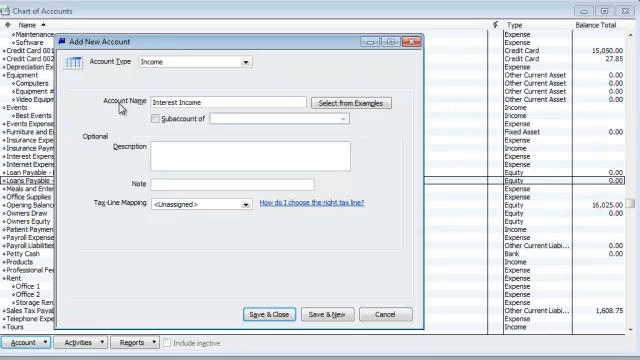 Chart of Accounts
Name
Type
Balance Total
Maintenance
Expense
Software
Expense
Credit Card
Credit Card
15,050.00
Credit Card
Credit Card
27.85
Depreciation Ex
Expense
Equipment
Other Current Asset
0.00
Computers
Other Current Asset
0.00
Equipment
Other Current Asset
0.00
Video Equipm
Other Current Asset
0.00
Events
Income
Best Events
Income
Furniture and E
Fixed Asset
0.00
Insurance Expe
Expense
Insurance Paym
Income
Interest Expens
Expense
Internet Expens
Expense
Loan Payable -
Equity
0.00
Loans Payable -
Equity
0.00
Meals and Enter
Expense
Office Supplies
Expense
Opening Balanc
Equity
16,025.00
Owners Draw
Equity
0.00
Owners Equity
Equity
0.00
Patient Paymen
Income
Payroll Expense
Expense
Payroll Liabilities
Other Current Liabi...
0.00
Petty Cash
Bank
0.00
Products
Income
Professional Fee
Expense
Rent
Expense
Office 1
Expense
Office 2
Expense
Storage Ren
Expense
Sales Tax Payab
Other Current Liabi...
1,608.75
Telephone Expe
Expense
Tours
Income
Account
Activities
Reports
Include inactive
Add New Account
Account Type
Income
Account Name
Interest Income
Select from Examples
Subaccount of
Optional
Description
Note
Tax-Line Mapping
<Unassigned>
How do I choose the right tax line?
Save & Close
Save & New
Cancel